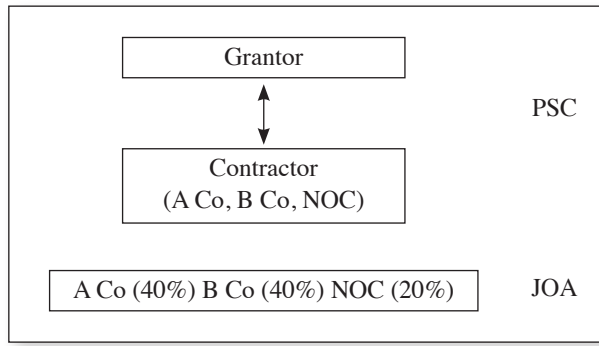 Grantor
PSC
Contractor
(A Co, B Co, NOC)
A Co (40%) B Co (40%) NOC (20%)
JOA